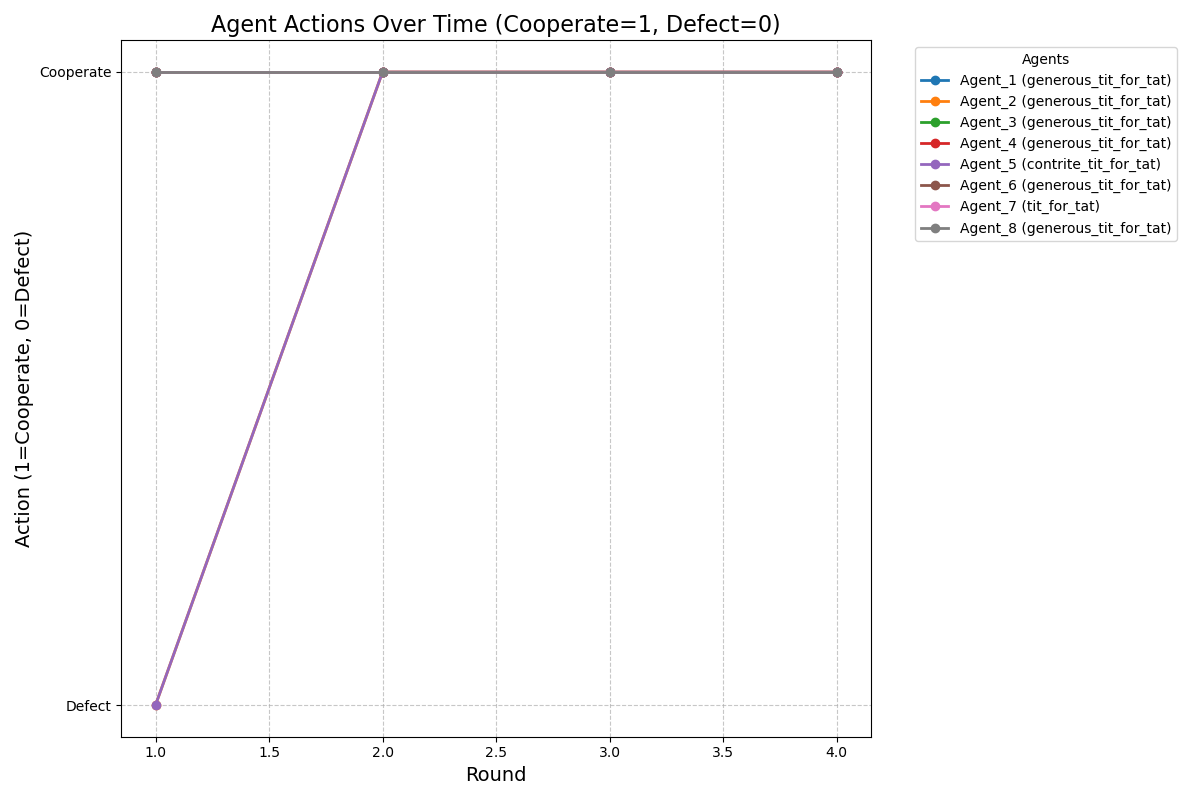 Agent Actions Over Time (Cooperate=1, Defect=0)
Cooperate
Defect
Action (1=Cooperate, 0=Defect)
1.0
1.5
2.0
2.5
3.0
3.5
4.0
Round
Agents
Agent_1 (generous_tit_for_tat)
Agent_2 (generous_tit_for_tat)
Agent_3 (generous_tit_for_tat)
Agent_4 (generous_tit_for_tat)
Agent_5 (contrite_tit_for_tat)
Agent_6 (generous_tit_for_tat)
Agent_7 (tit_for_tat)
Agent_8 (generous_tit_for_tat)